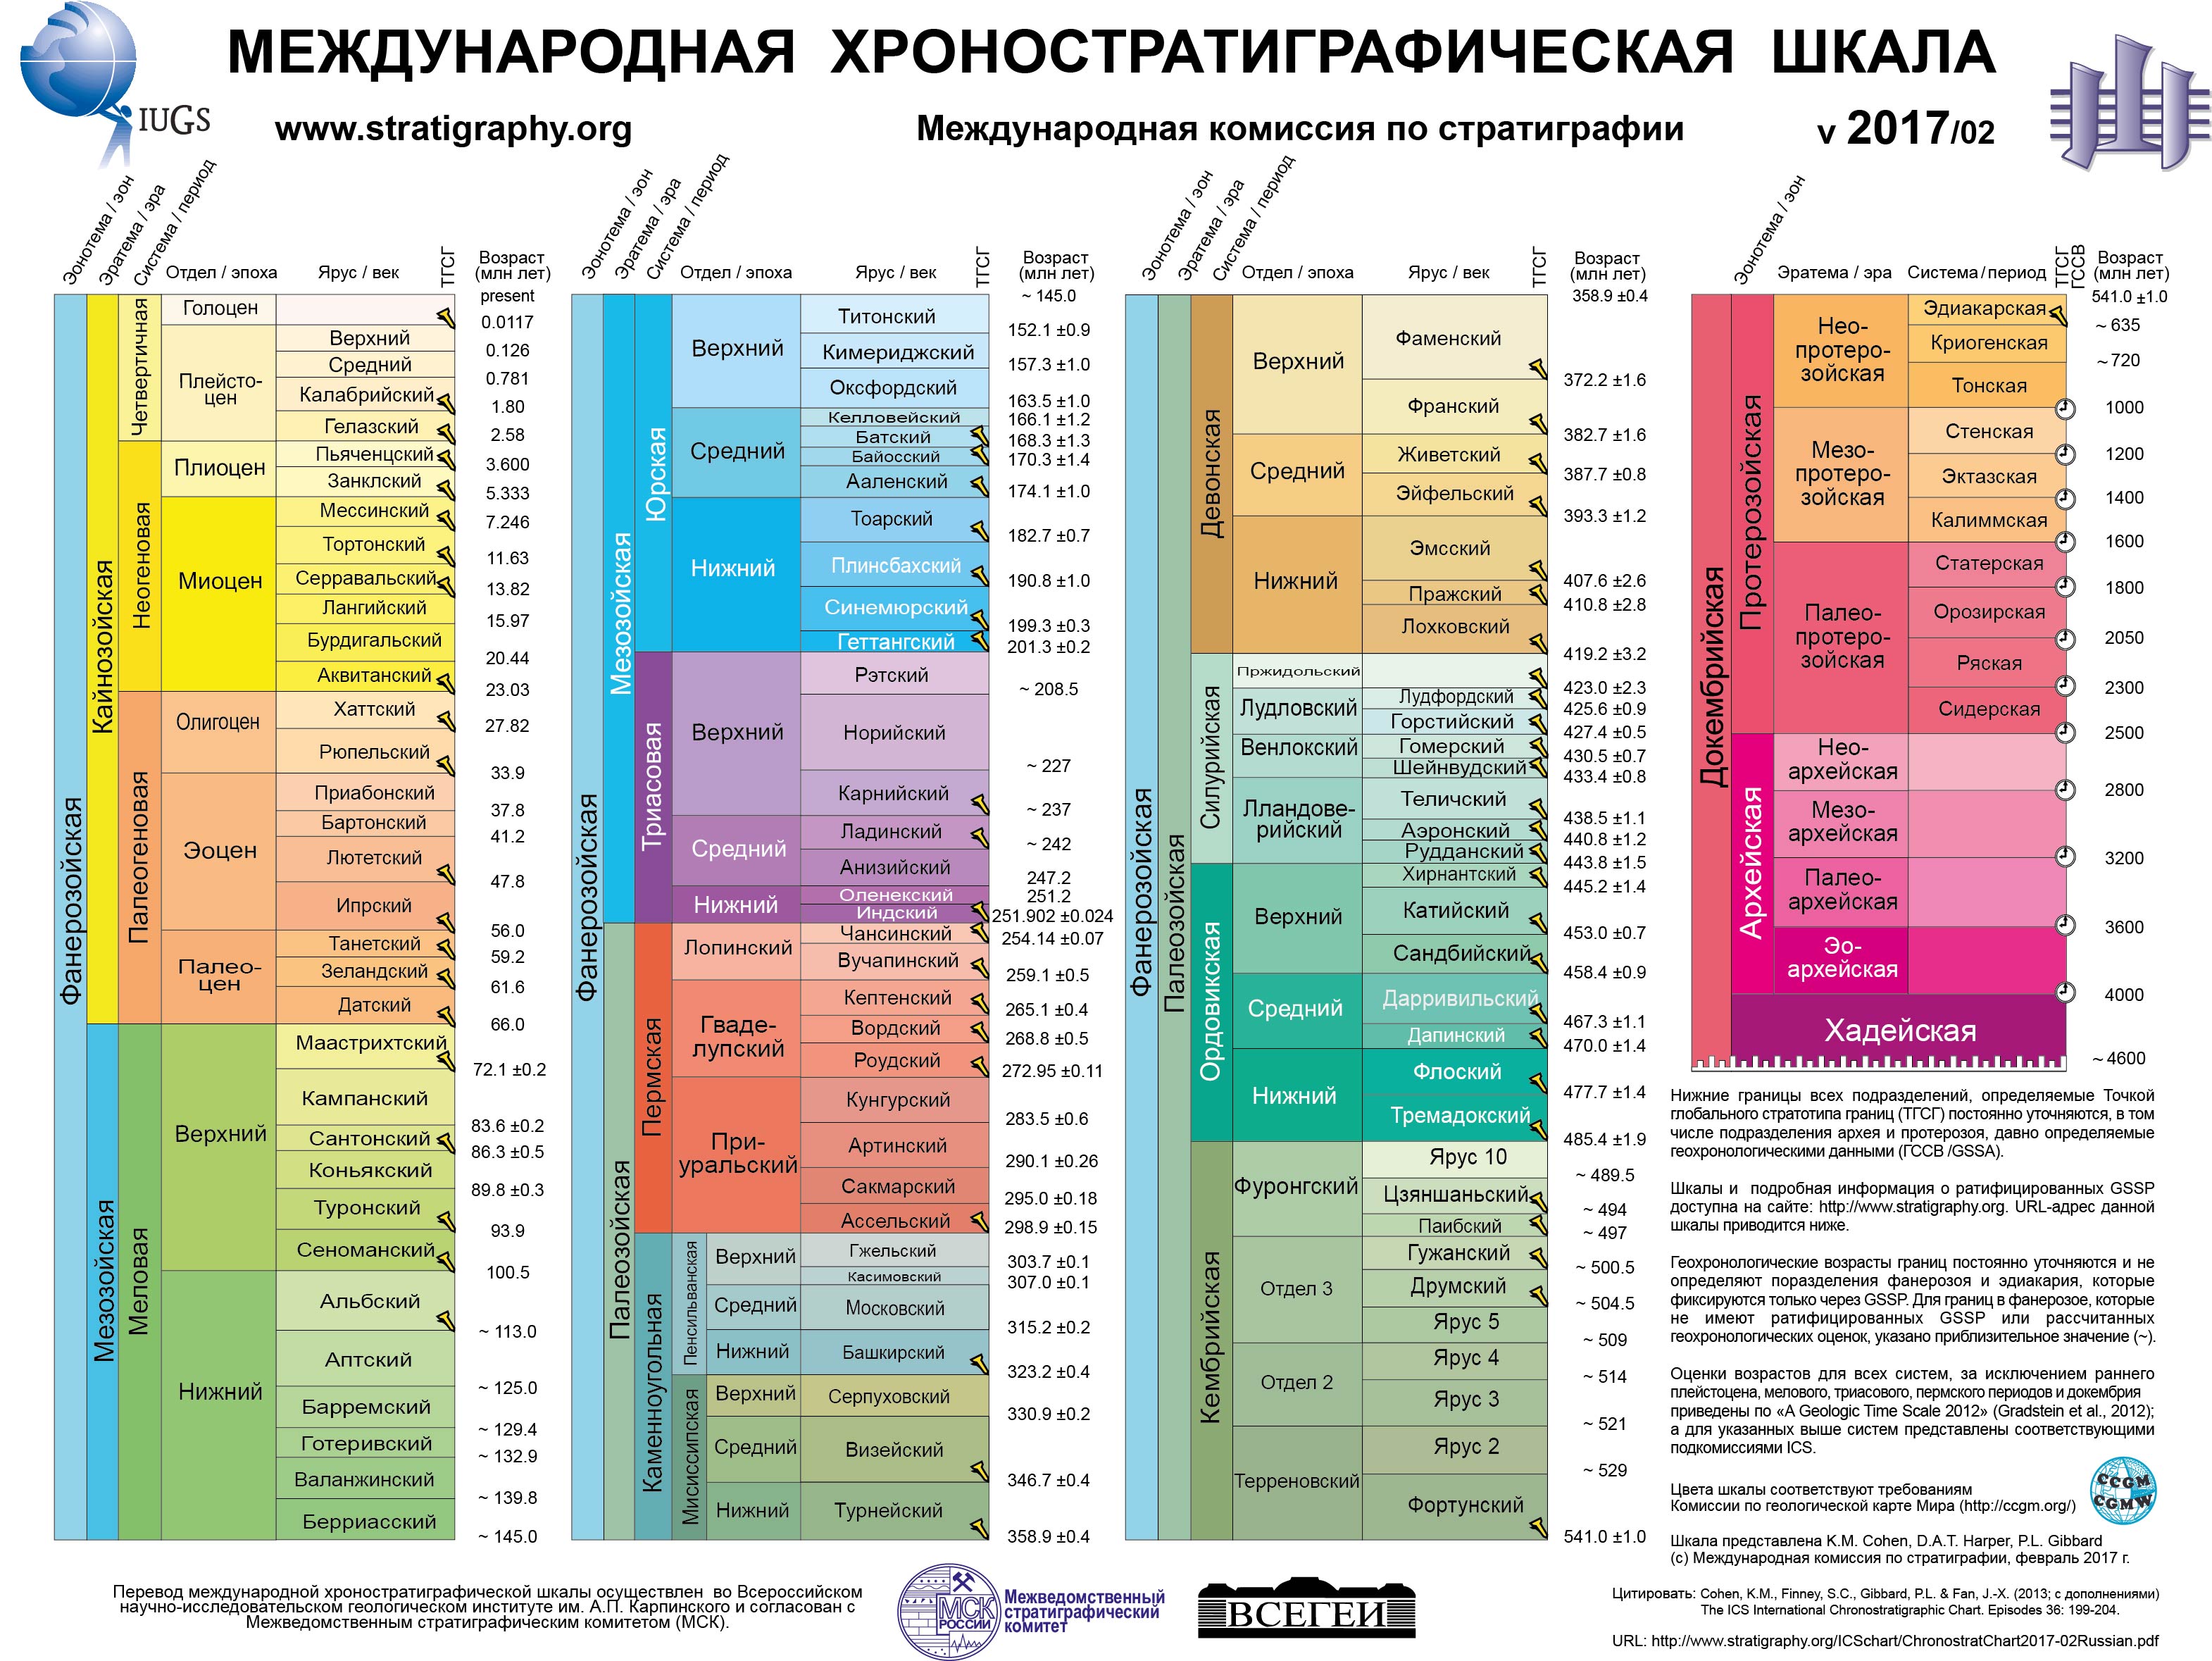 IUGS
МЕЖДУНАРОДНАЯ ХРОНОСТРАТИГРАФИЧЕСКАЯ ШКАЛА
www.stratigraphy.org
Международная комиссия по стратиграфии
v 2017/02
Эонотема / эон
Эратема / эра
Система / период
Отдел / эпоха
Ярус / век
ТГСГ
Возраст
(млн лет)
Фанерозойская
Кайнозойская
Мезозойская
Четвертичная
Неогеновая
Палеогеновая
Меловая
Голоцен
Плейсто-
цен
Плиоцен
Миоцен
Олигоцен
Эоцен
Палео-
цен
Верхний
Нижний
present
0.0117
Верхний
0.126
Средний
0.781
Калабрийский
1.80
Гелазский
2.58
Пьяченцский
3.600
Занклский
5.333
Мессинский
7.246
Тортонский
11.63
Серравальский
13.82
Лангийский
15.97
Бурдигальский
20.44
Аквитанский
23.03
Хаттский
27.82
Рюпельский
33.9
Приабонский
37.8
Бартонский
41.2
Лютетский
47.8
Ипрский
56.0
Танетский
59.2
Зеландский
61.6
Датский
66.0
Маастрихтский
72.1 ±0.2
Кампанский
83.6 ±0.2
Сантонский
86.3 ±0.5
Коньякский
89.8 ±0.3
Туронский
93.9
Сеноманский
100.5
Альбский
~ 113.0
Аптский
~ 125.0
Барремский
~ 129.4
Готеривский
~ 132.9
Валанжинский
~ 139.8
Берриасский
~ 145.0
Эонотема / эон
Эратема / эра
Система / период
Отдел / эпоха
Ярус / век
ТГСГ
Возраст
(млн лет)
Фанерозойская
Мезозойская
Палеозойская
Юрская
Триасовая
Пермская
Каменноугольная
Пенсильванская
Мисиссипская
Верхний
Средний
Нижний
Верхний
Средний
Нижний
Лопинский
Гваде-
лупский
При-
уральский
Верхний
Средний
Нижний
Верхний
Средний
Нижний
~ 145.0
Титонский
152.1 ±0.9
Кимериджский
157.3 ±1.0
Оксфордский
163.5 ±1.0
Келловейский
166.1 ±1.2
Батский
168.3 ±1.3
Байосский
170.3 ±1.4
Ааленский
174.1 ±1.0
Тоарский
182.7 ±0.7
Плинсбахский
190.8 ±1.0
Синемюрский
199.3 ±0.3
Геттангский
201.3 ±0.2
Рэтский
~ 208.5
Норийский
~ 227
Карнийский
~ 237
Ладинский
~ 242
Анизийский
247.2
Оленекский
251.2
Индский
251.902 ±0.024
Чансинский
254.14 ±0.07
Вучапинский
259.1 ±0.5
Кептенский
265.1 ±0.4
Вордский
268.8 ±0.5
Роудский
272.95 ±0.11
Кунгурский
283.5 ±0.6
Артинский
290.1 ±0.26
Сакмарский
295.0 ±0.18
Ассельский
298.9 ±0.15
Гжельский
303.7 ±0.1
Касимовский
307.0 ±0.1
Московский
315.2 ±0.2
Башкирский
323.2 ±0.4
Серпуховский
330.9 ±0.2
Визейский
346.7 ±0.4
Турнейский
358.9 ±0.4
Эонотема / эон
Эратема / эра
Система / период
Отдел / эпоха
Ярус / век
ТГСГ
Возраст
(млн лет)
Фанерозойская
Палеозойская
Девонская
Силурийская
Ордовикская
Кембрийская
Верхний
Средний
Нижний
Пржидольский
Лудловский
Венлокский
Лландове-
рийский
Верхний
Средний
Нижний
Фуронгский
Отдел 3
Отдел 2
Терреновский
358.9 ±0.4
Фаменский
372.2 ±1.6
Франский
382.7 ±1.6
Живетский
387.7 ±0.8
Эйфельский
393.3 ±1.2
Эмсский
407.6 ±2.6
Пражский
410.8 ±2.8
Лохковский
419.2 ±3.2
423.0 ±2.3
Лудфордский
425.6 ±0.9
Горстийский
427.4 ±0.5
Гомерский
430.5 ±0.7
Шейнвудский
433.4 ±0.8
Теличский
438.5 ±1.1
Аэронский
440.8 ±1.2
Рудданский
443.8 ±1.5
Хирнантский
445.2 ±1.4
Катийский
453.0 ±0.7
Сандбийский
458.4 ±0.9
Дарривильский
467.3 ±1.1
Дапинский
470.0 ±1.4
Флоский
477.7 ±1.4
Тремадокский
485.4 ±1.9
Ярус 10
~ 489.5
Цзяншаньский
~ 494
Паибский
~ 497
Гужанский
~ 500.5
Друмский
~ 504.5
Ярус 5
~ 509
Ярус 4
~ 514
Ярус 3
~ 521
Ярус 2
~ 529
Фортунский
541.0 ±1.0
Эонотема / эон
Эратема / эра
Система / период
ТГСГ
ГССВ
Возраст
(млн лет)
Докембрийская
Протерозойская
Архейская
Хадейская
Нео-
протеро-
зойская
Мезо-
протеро-
зойская
Палео-
протеро-
зойская
Нео-
архейская
Мезо-
архейская
Палео-
архейская
Эо-
архейская
541.0 ±1.0
Эдиакарская
~ 635
Криогенская
~ 720
Тонская
1000
Стенская
1200
Эктазская
1400
Калиммская
1600
Статерская
1800
Орозирская
2050
Ряская
2300
Сидерская
2500
2800
3200
3600
4000
~ 4600
Нижние границы всех подразделений, определяемые Точкой
глобального стратотипа границ (ТГСГ) постоянно уточняются, в том
числе подразделения архея и протерозоя, давно определяемые
геохронологическими данными (ГССВ /GSSA).
Шкалы и подробная информация о ратифицированных GSSP
доступна на сайте: http://www.stratigraphy.org. URL-адрес данной
шкалы приводится ниже.
Геохронологические возрасты границ постоянно уточняются и не
определяют поразделения фанерозоя и эдиакария, которые
фиксируются только через GSSP. Для границ в фанерозое, которые
не имеют ратифицированных GSSP или рассчитанных
геохронологических оценок, указано приблизительное значение (~).
Оценки возрастов для всех систем, за исключением раннего
плейстоцена, мелового, триасового, пермского периодов и докембрия
приведены по «A Geologic Time Scale 2012» (Gradstein et al., 2012);
а для указанных выше систем представлены соответствующими
подкомиссиями ICS.
Цвета шкалы соответствуют требованиям
Комиссии по геологической карте Мира (http://ccgm.org/)
CCGM
CGMW
Шкала представлена K.M. Cohen, D.A.T. Harper, P.L. Gibbard
(c) Международная комиссия по стратиграфии, февраль 2017 г.
Цитировать: Cohen, K.M., Finney, S.C., Gibbard, P.L. & Fan, J.-X. (2013; с дополнениями)
The ICS International Chronostratigraphic Chart. Episodes 36: 199-204.
URL: http://www.stratigraphy.org/ICSchart/ChronostratChart2017-02Russian.pdf
Перевод международной хроностратиграфической шкалы осуществлен во Всероссийском
научно-исследовательском геологическом институте им. А.П. Карпинского и согласован с
Межведомственным стратиграфическим комитетом (МСК).
МСК
РОССИИ
Межведомственный
стратиграфический
комитет
ВСЕГЕИ